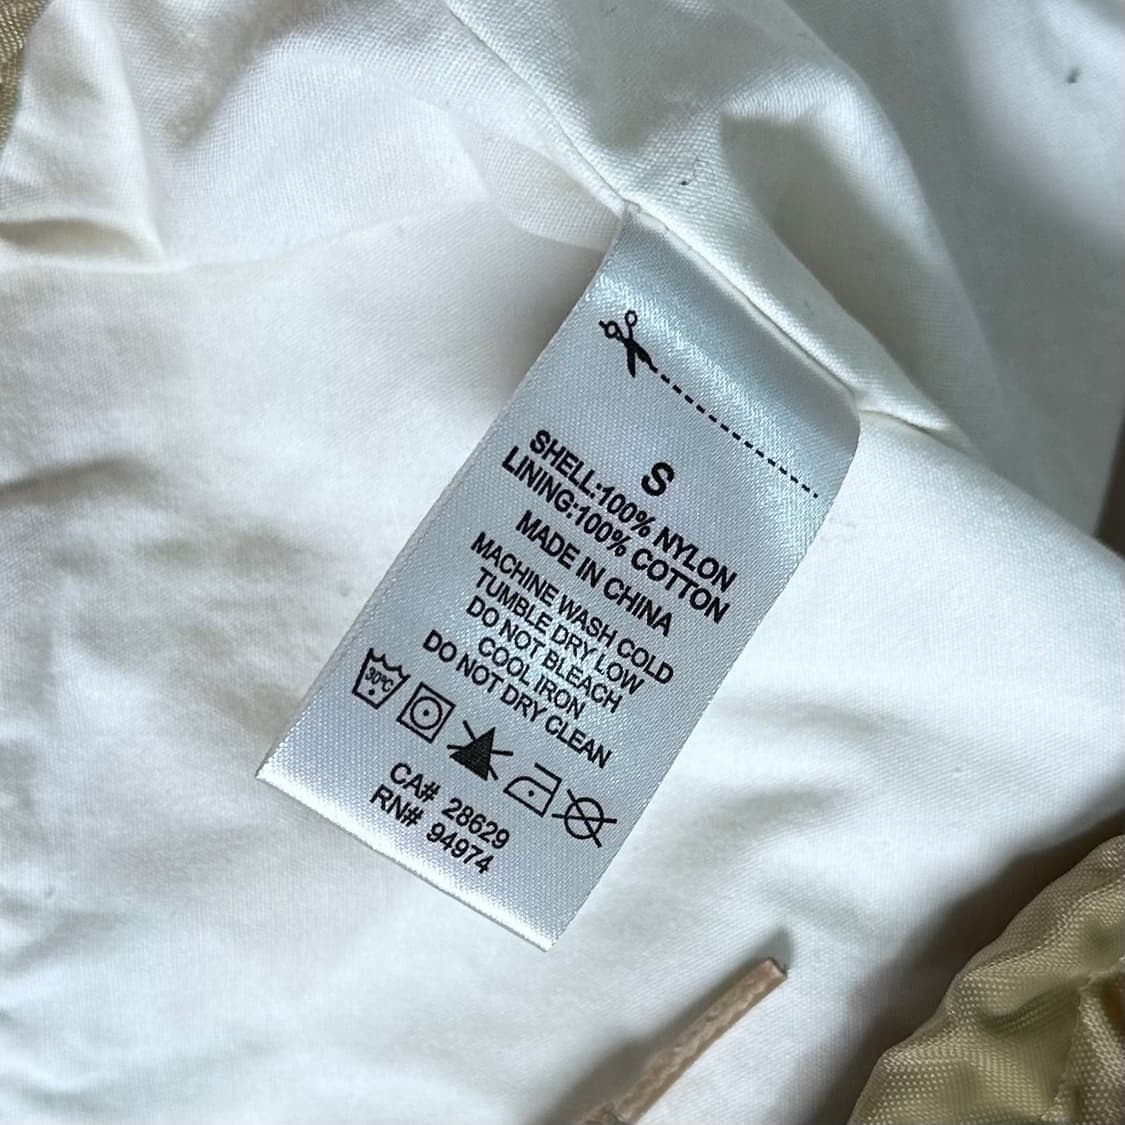 S
SHELL:100% NYLON
LINING:100% COTTON
MADE IN CHINA
MACHINE WASH COLD
TUMBLE DRY LOW
DO NOT BLEACH
COOL IRON
DO NOT DRY CLEAN
30°C
CA# 28629
RN# 94974